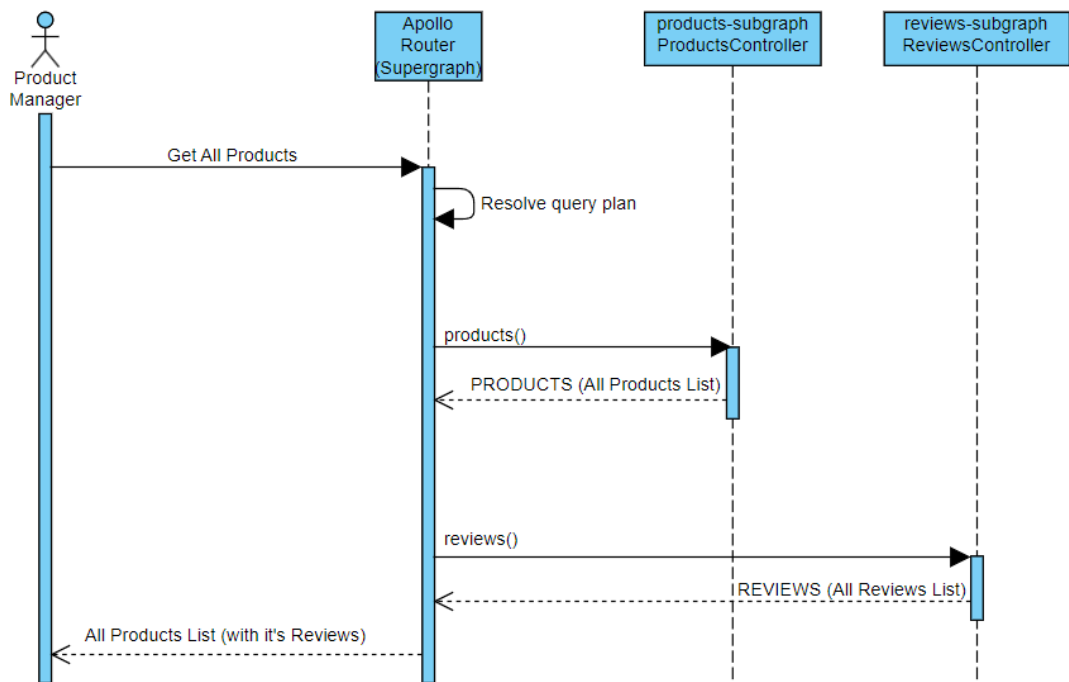 Product
Manager
Apollo
Router
(Supergraph)
products-subgraph
ProductsController
reviews-subgraph
ReviewsController
Get All Products
Resolve query plan
products()
PRODUCTS (All Products List)
reviews()
REVIEWS (All Reviews List)
All Products List (with it's Reviews)